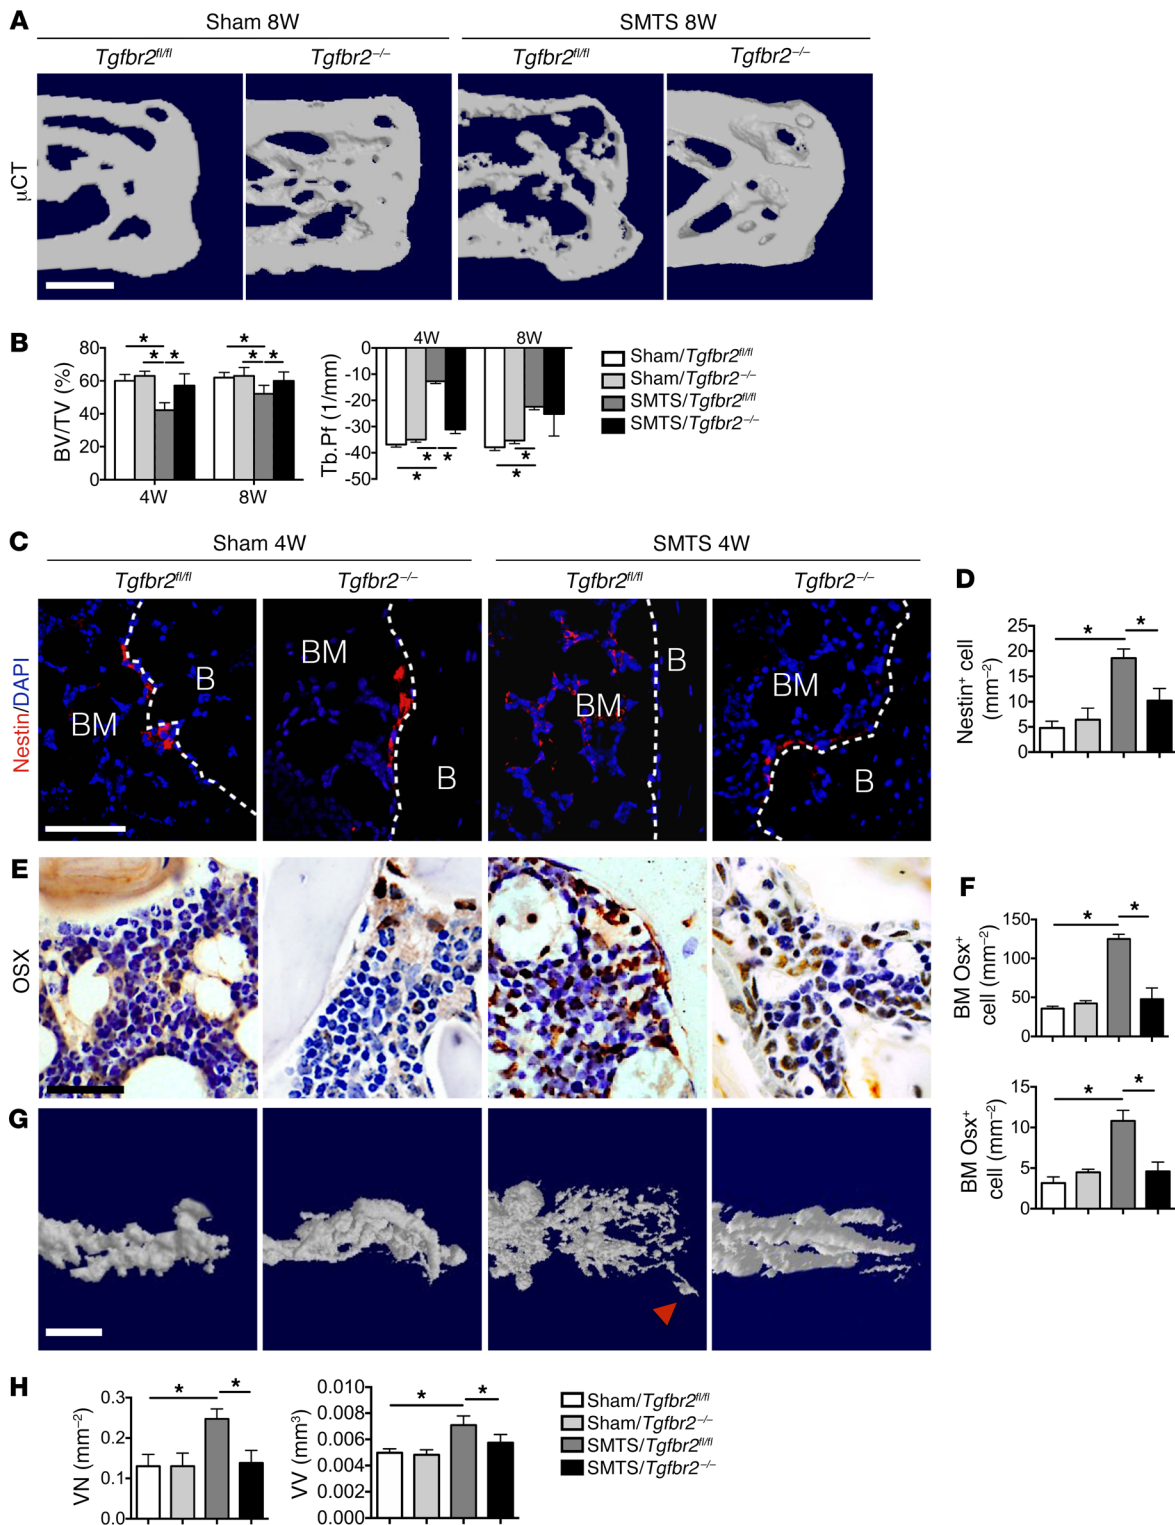 A
Sham 8W
SMTS 8W
Tgfbr2fl/fl
Tgfbr2−/−
Tgfbr2fl/fl
Tgfbr2−/−
µCT
B
BV/TV (%)
80
60
40
20
0
4W
8W
Tb.Pf (1/mm)
4W
8W
0
-10
-20
-30
-40
-50
* * *
* * *
* * *
* *
Sham/Tgfbr2fl/fl
Sham/Tgfbr2−/−
SMTS/Tgfbr2fl/fl
SMTS/Tgfbr2−/−
C
Sham 4W
SMTS 4W
Tgfbr2fl/fl
Tgfbr2−/−
Tgfbr2fl/fl
Tgfbr2−/−
Nestin/DAPI
BM
B
BM
B
BM
B
BM
B
D
Nestin+ cell
(mm−2)
25
20
15
10
5
0
* *
E
OSX
F
BM Osx+
cell (mm−2)
150
100
50
0
* *
BM Osx+
cell (mm−2)
15
10
5
0
* *
G
H
VN (mm−2)
0.3
0.2
0.1
0.0
* *
VV (mm3)
0.010
0.008
0.006
0.004
0.002
0.000
* *
Sham/Tgfbr2fl/fl
Sham/Tgfbr2−/−
SMTS/Tgfbr2fl/fl
SMTS/Tgfbr2−/−